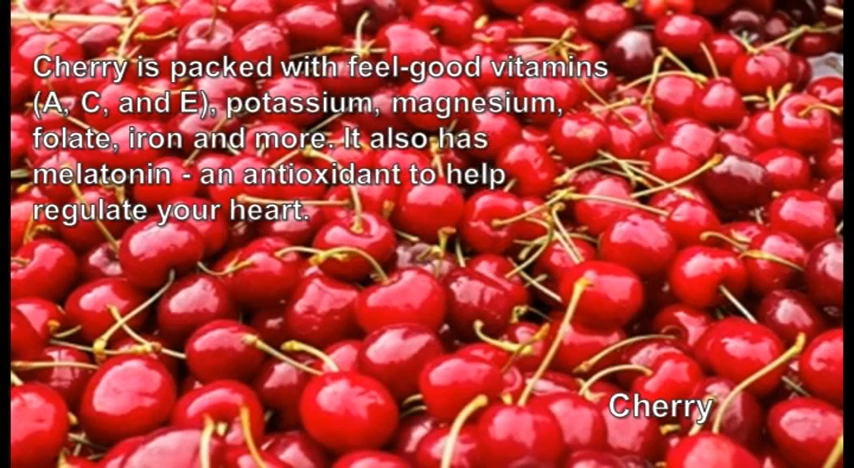 Cherry is packed with feel-good vitamins
(A, C, and E), potassium, magnesium,
folate, iron and more. It also has
melatonin - an antioxidant to help
regulate your heart.
Cherry